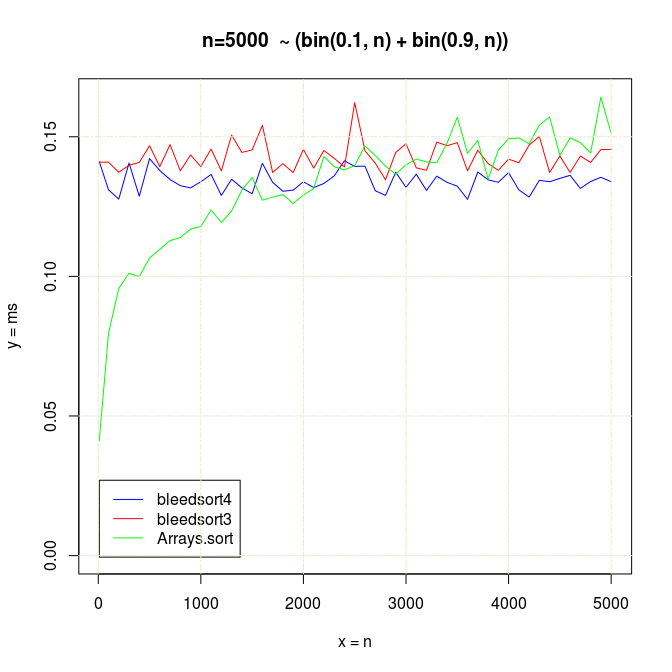 n=5000 ~ (bin(0.1, n) + bin(0.9, n))
0.15
0.10
0.05
0.00
y = ms
bleedsort4
bleedsort3
Arrays.sort
0 1000 2000 3000 4000 5000
x = n